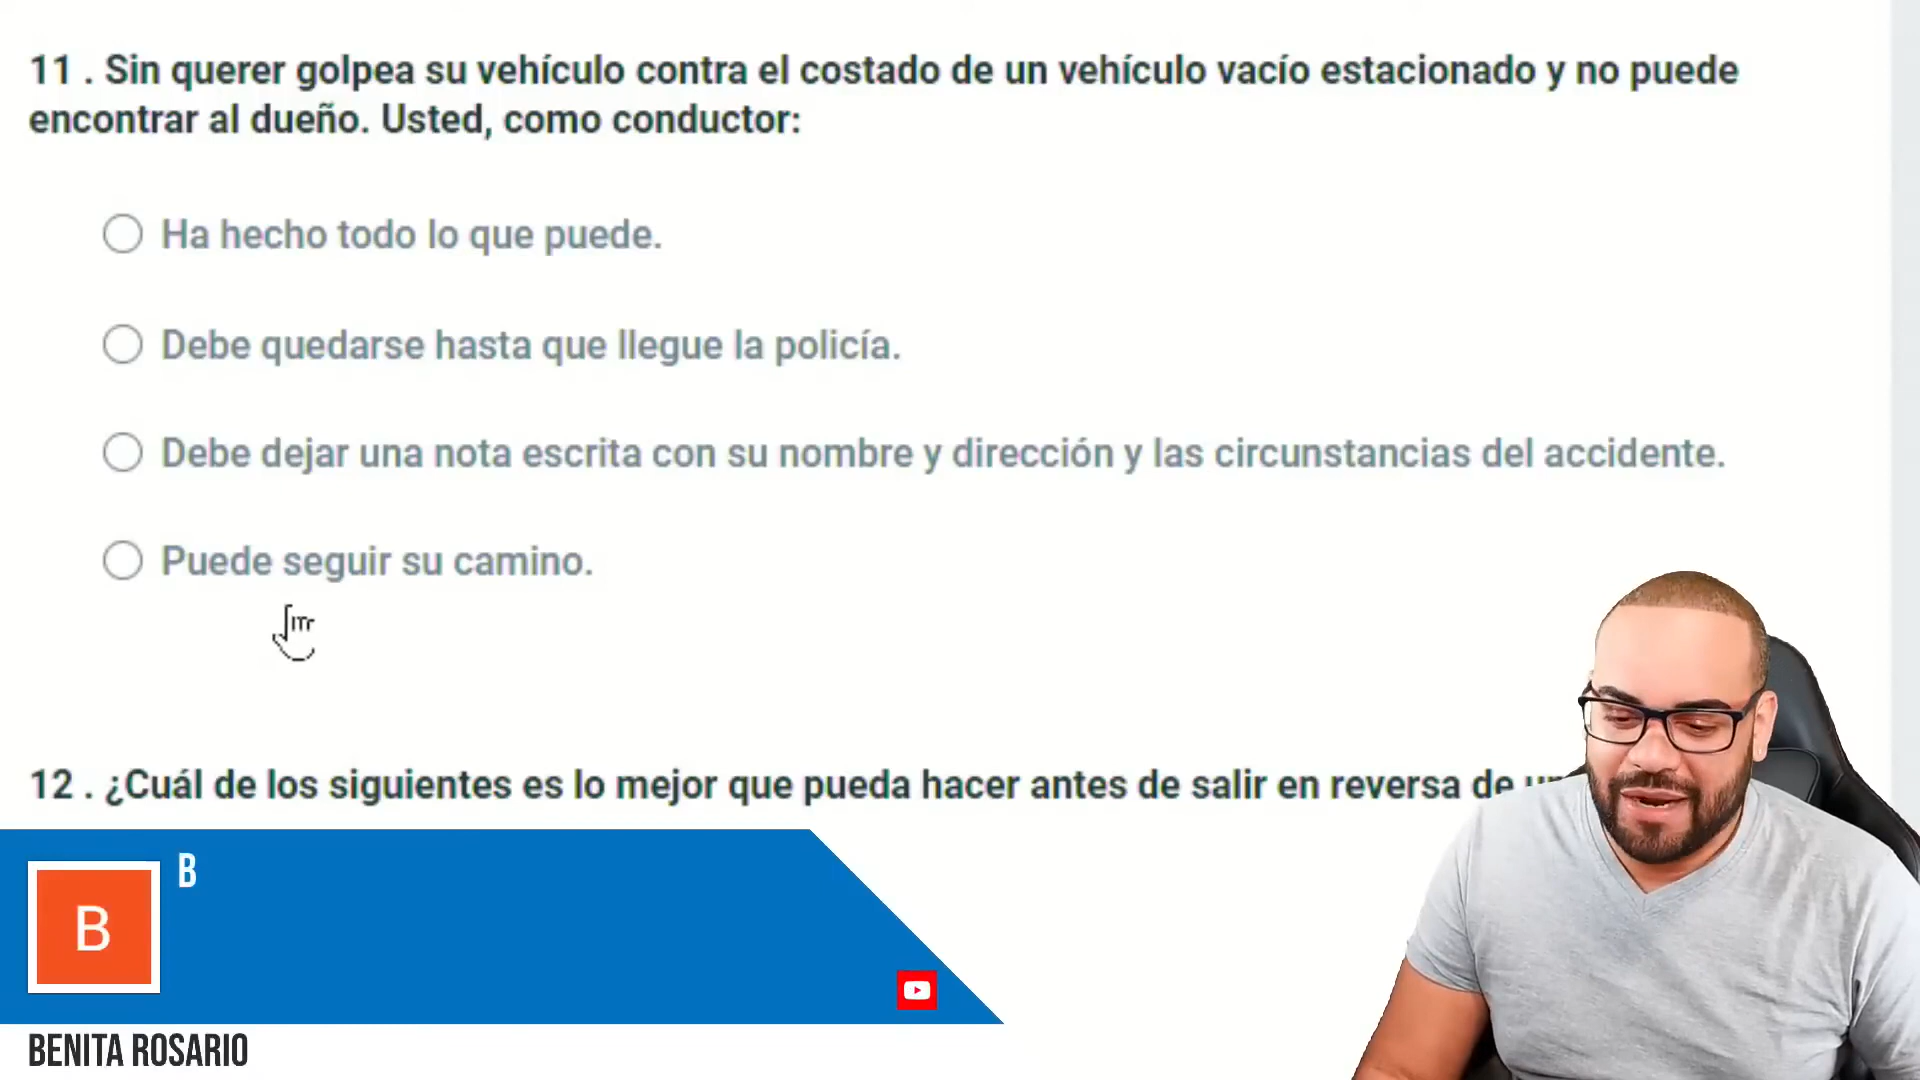 11 . Sin querer golpea su vehículo contra el costado de un vehículo vacío estacionado y no puede
encontrar al dueño. Usted, como conductor:
Ha hecho todo lo que puede.
Debe quedarse hasta que llegue la policía.
Debe dejar una nota escrita con su nombre y dirección y las circunstancias del accidente.
Puede seguir su camino.
12 . ¿Cuál de los siguientes es lo mejor que pueda hacer antes de salir en reversa de
B
B
BENITA ROSARIO